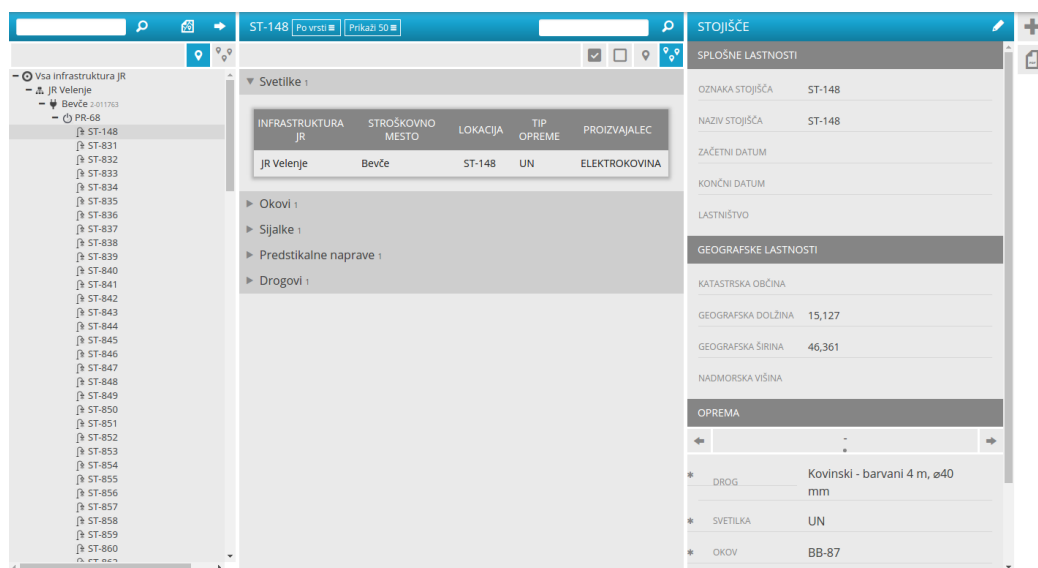 Vsa infrastruktura JR
JR Velenje
Bevče 2-011763
PR-68
ST-148
ST-831
ST-832
ST-833
ST-834
ST-835
ST-836
ST-837
ST-838
ST-839
ST-840
ST-841
ST-842
ST-843
ST-844
ST-845
ST-846
ST-847
ST-848
ST-849
ST-850
ST-851
ST-852
ST-853
ST-854
ST-855
ST-856
ST-857
ST-858
ST-859
ST-860
ST-148 Po vrsti Prikaži 50
Svetilke 1
INFRASTRUKTURA JR STROŠKOVNO MESTO LOKACIJA TIP OPREME PROIZVAJALEC
JR Velenje Bevče ST-148 UN ELEKTROKOVINA
Okovi 1
Sijalke 1
Predstikalne naprave 1
Drogovi 1
STOJIŠČE
SPLOŠNE LASTNOSTI
OZNAKA STOJIŠČA ST-148
NAZIV STOJIŠČA ST-148
ZAČETNI DATUM
KONČNI DATUM
LASTNIŠTVO
GEOGRAFSKE LASTNOSTI
KATASTRSKA OBČINA
GEOGRAFSKA DOLŽINA 15,127
GEOGRAFSKA ŠIRINA 46,361
NADMORSKA VIŠINA
OPREMA
-
* DROG Kovinski - barvani 4 m, ø40
mm
* SVETILKA UN
* OKOV BB-87